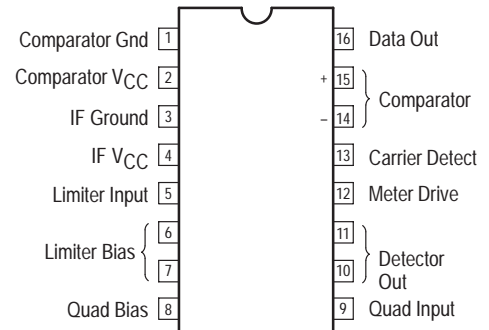 Comparator Gnd 1 16 Data Out
Comparator VCC 2 + 15
Comparator
IF Ground 3 – 14
IF VCC 4 13 Carrier Detect
Limiter Input 5 12 Meter Drive
6 11
Limiter Bias Detector
7 10 Out
Quad Bias 8 9 Quad Input